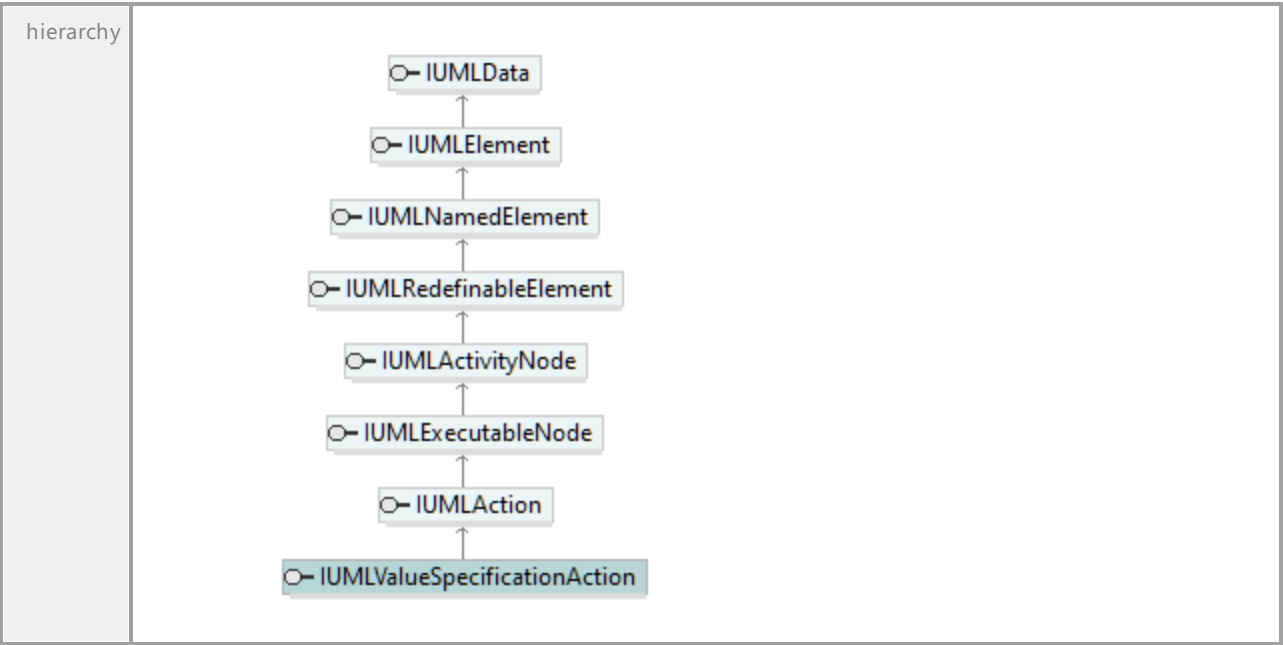 hierarchy
IUMLData
IUMLElement
IUMLNamedElement
IUMLRedefinableElement
IUMLActivityNode
IUMLExecutableNode
IUMLAction
IUMLValueSpecificationAction